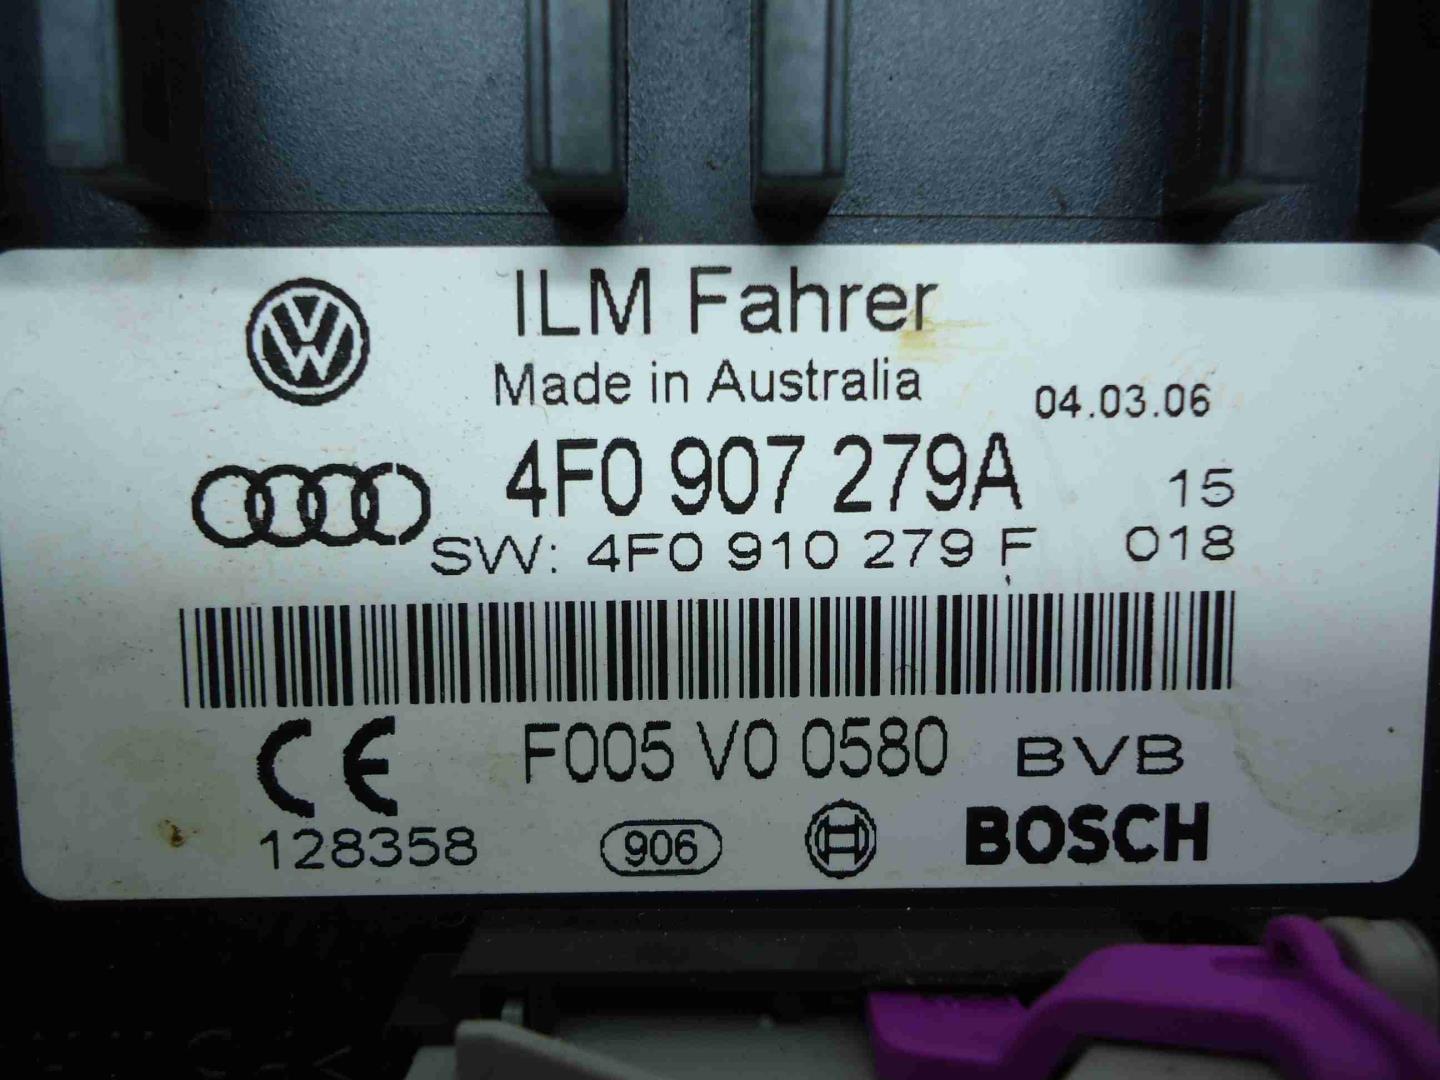 ILM Fahrer
Made in Australia
04.03.06
4F0 907 279A 15
SW: 4F0 910 279 F 018
CE F005 V0 0580 BVB
128358 906 BOSCH